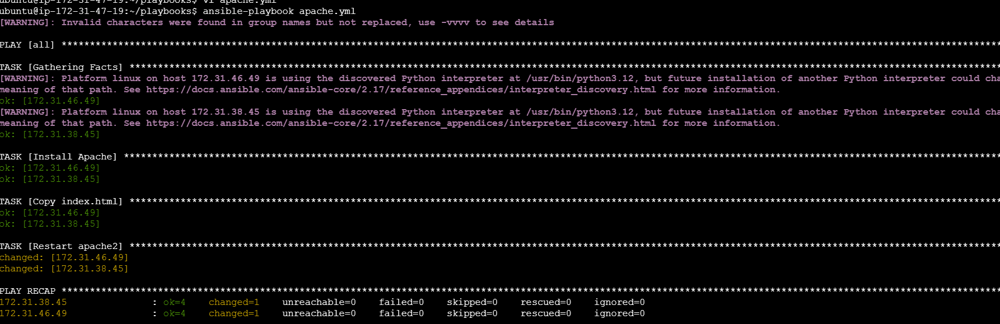 ubuntu@ip-172-31-47-19:~/playbooks$ vi apache.yml
ubuntu@ip-172-31-47-19:~/playbooks$ ansible-playbook apache.yml
[WARNING]: Invalid characters were found in group names but not replaced, use -vvvv to see details
PLAY [all] **********************************************************************************************************************************************************************
TASK [Gathering Facts] **********************************************************************************************************************************************************
[WARNING]: Platform linux on host 172.31.46.49 is using the discovered Python interpreter at /usr/bin/python3.12, but future installation of another Python interpreter could cha
meaning of that path. See https://docs.ansible.com/ansible-core/2.17/reference_appendices/interpreter_discovery.html for more information.
ok: [172.31.46.49]
[WARNING]: Platform linux on host 172.31.38.45 is using the discovered Python interpreter at /usr/bin/python3.12, but future installation of another Python interpreter could cha
meaning of that path. See https://docs.ansible.com/ansible-core/2.17/reference_appendices/interpreter_discovery.html for more information.
ok: [172.31.38.45]
TASK [Install Apache] ***********************************************************************************************************************************************************
ok: [172.31.46.49]
ok: [172.31.38.45]
TASK [Copy index.html] **********************************************************************************************************************************************************
ok: [172.31.46.49]
ok: [172.31.38.45]
TASK [Restart apache2] **********************************************************************************************************************************************************
changed: [172.31.46.49]
changed: [172.31.38.45]
PLAY RECAP **********************************************************************************************************************************************************************
172.31.38.45               : ok=4    changed=1    unreachable=0    failed=0    skipped=0    rescued=0    ignored=0
172.31.46.49               : ok=4    changed=1    unreachable=0    failed=0    skipped=0    rescued=0    ignored=0